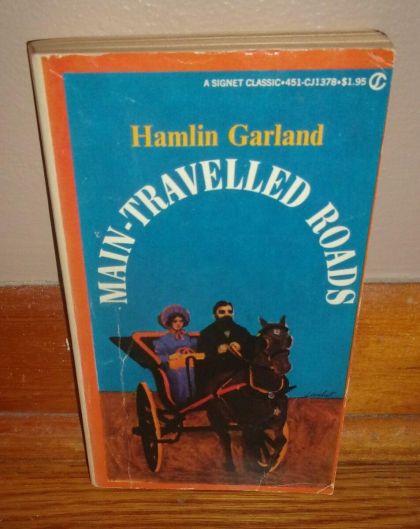 A SIGNET CLASSIC•451-CJ1378•$1.95
Hamlin Garland
MAIN-TRAVELLED ROADS